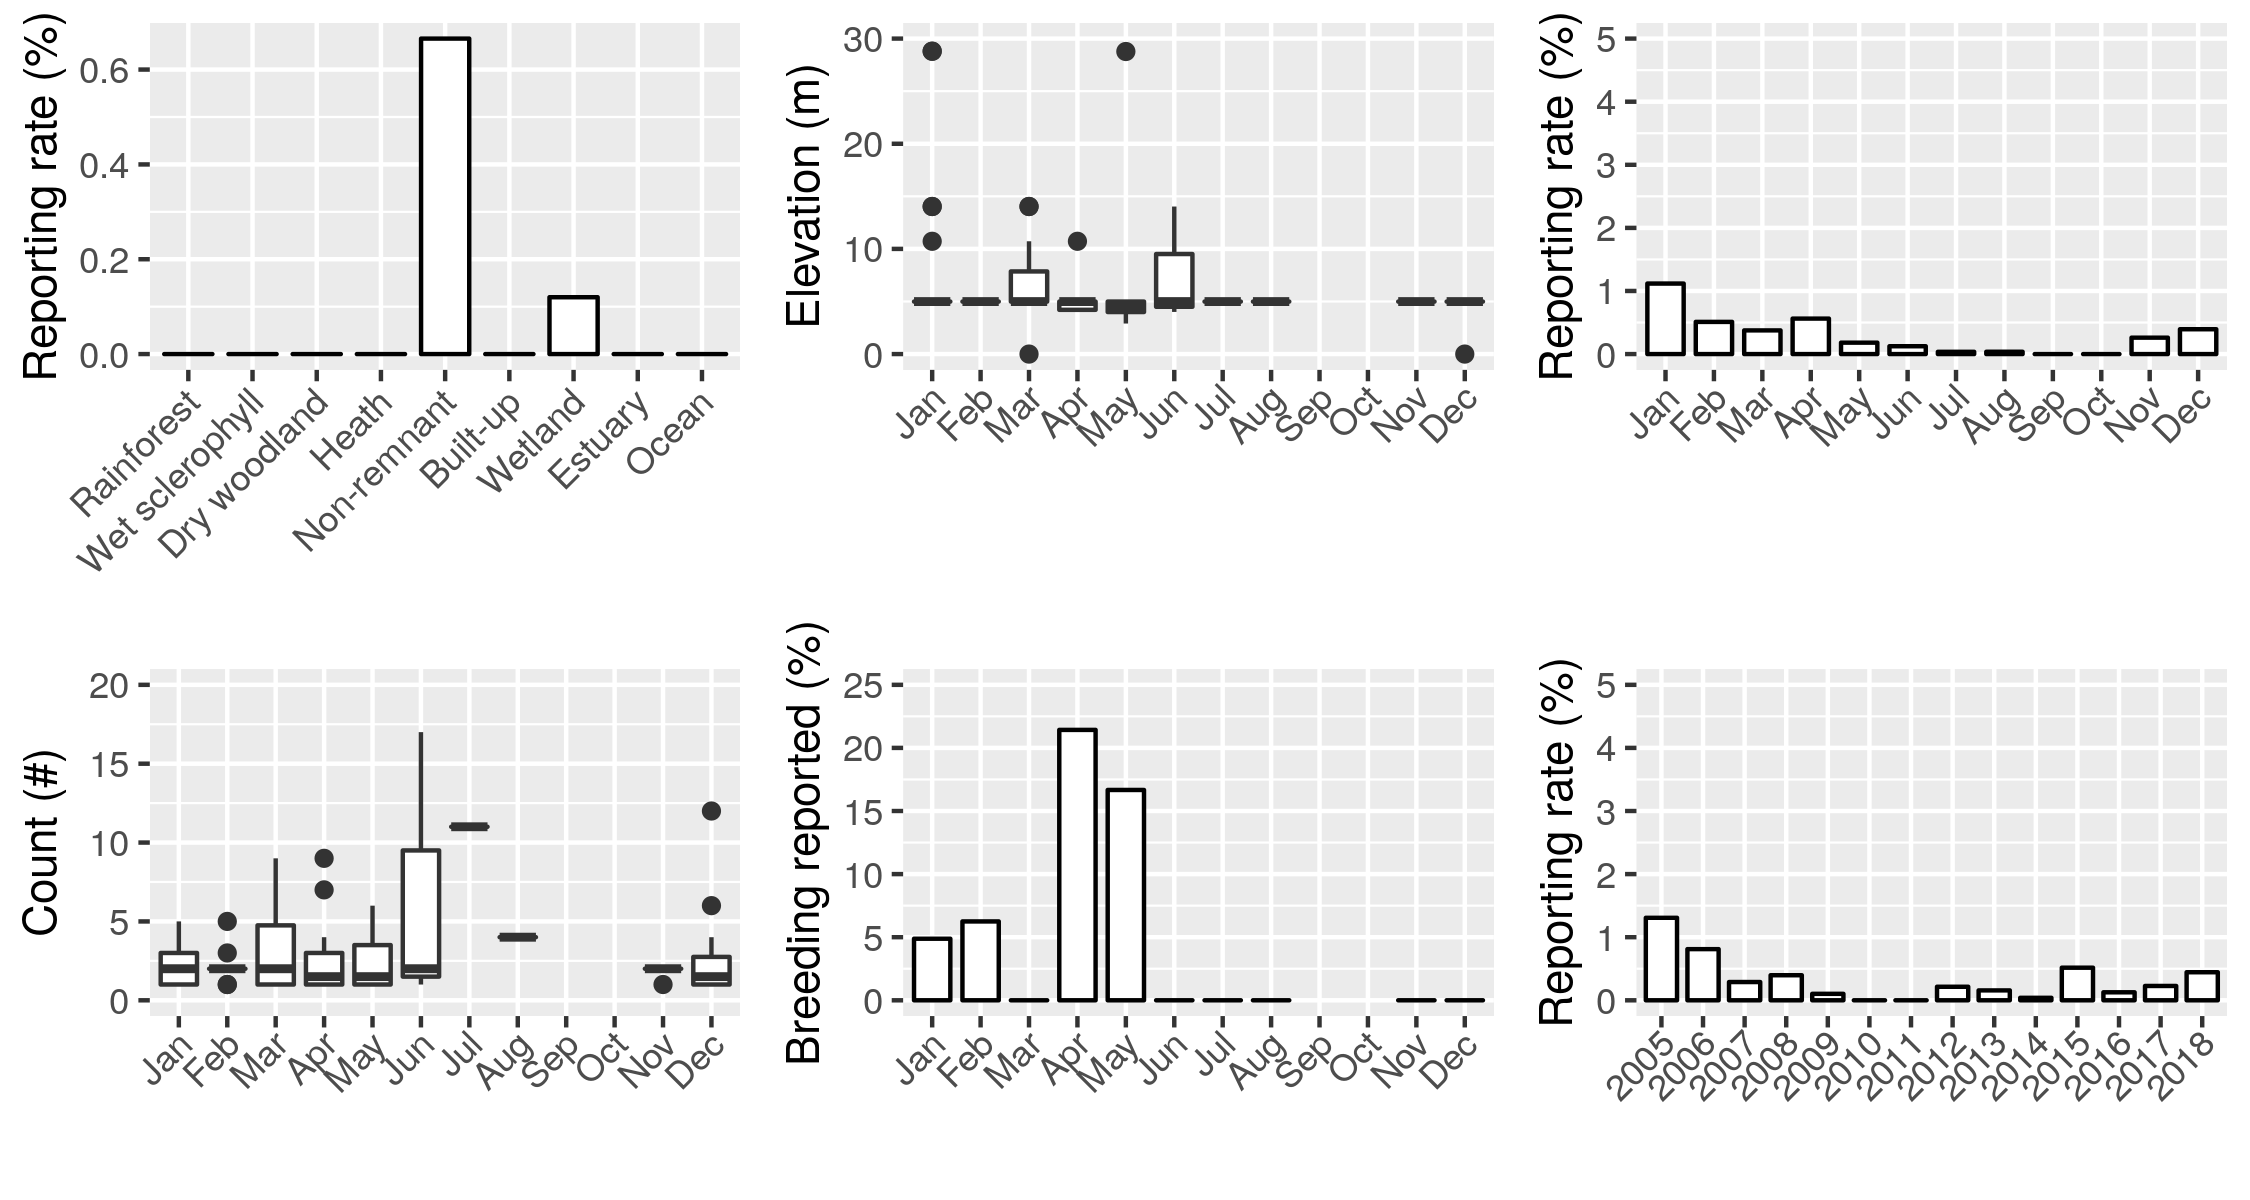 Reporting rate (%)
0.6
0.4
0.2
0.0
Rainforest
Wet sclerophyll
Dry woodland
Heath
Non-remnant
Built-up
Wetland
Estuary
Ocean
Elevation (m)
30
20
10
0
Jan
Feb
Mar
Apr
May
Jun
Jul
Aug
Sep
Oct
Nov
Dec
Reporting rate (%)
5
4
3
2
1
0
Jan
Feb
Mar
Apr
May
Jun
Jul
Aug
Sep
Oct
Nov
Dec
Count (#)
20
15
10
5
0
Jan
Feb
Mar
Apr
May
Jun
Jul
Aug
Sep
Oct
Nov
Dec
Breeding reported (%)
25
20
15
10
5
0
Jan
Feb
Mar
Apr
May
Jun
Jul
Aug
Sep
Oct
Nov
Dec
Reporting rate (%)
5
4
3
2
1
0
2005
2006
2007
2008
2009
2010
2011
2012
2013
2014
2015
2016
2017
2018